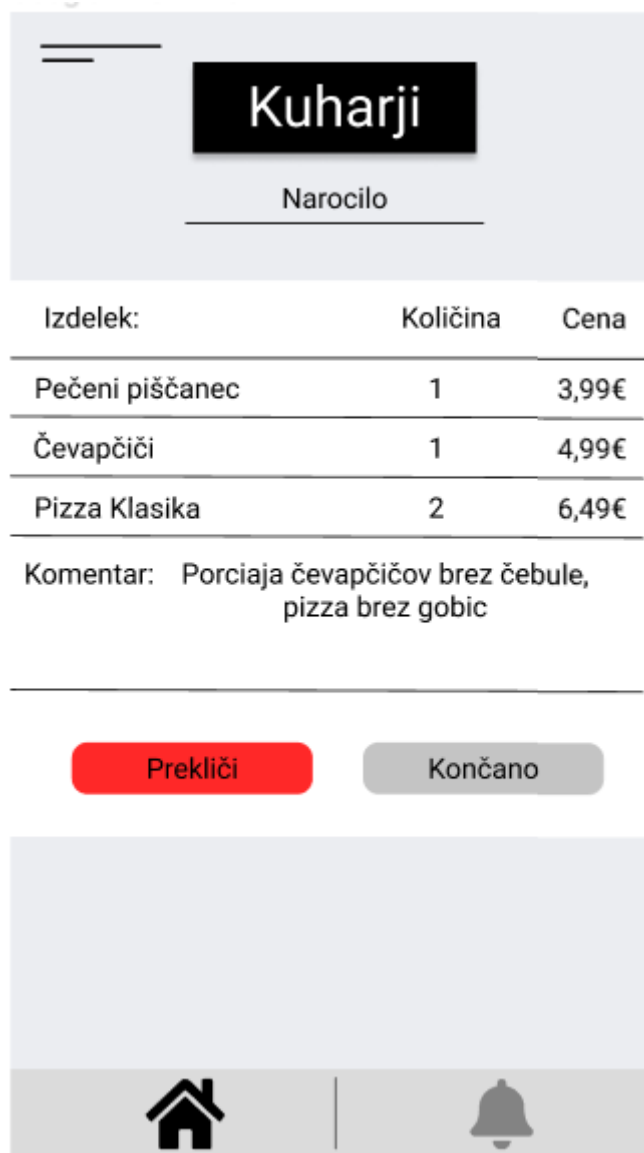 Kuharji
Narocilo
Izdelek: Količina Cena
Pečeni piščanec 1 3,99€
Čevapčiči 1 4,99€
Pizza Klasika 2 6,49€
Komentar: Porciaja čevapčičov brez čebule,
pizza brez gobic
Prekliči Končano